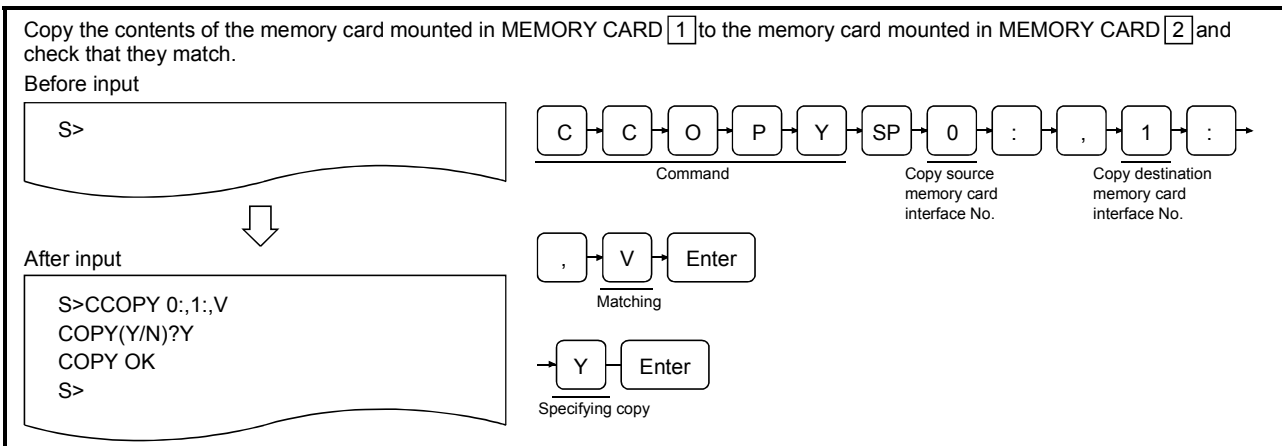 Copy the contents of the memory card mounted in MEMORY CARD 1 to the memory card mounted in MEMORY CARD 2 and
check that they match.
Before input
S>
C C O P Y SP 0 : , 1 :
Command
Copy source
memory card
interface No.
Copy destination
memory card
interface No.
, V Enter
Matching
After input
S>CCOPY 0:,1:,V
COPY(Y/N)?Y
COPY OK
S>
Y Enter
Specifying copy